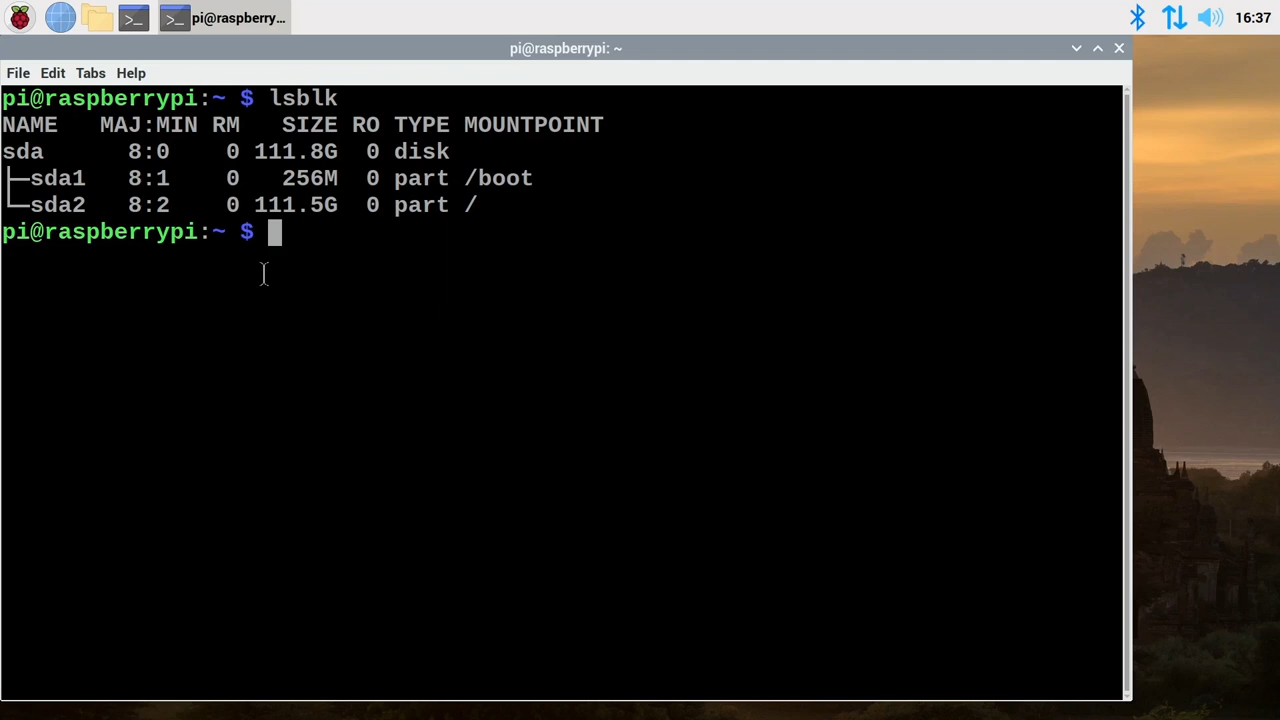 pi@raspberry... 16:37
pi@raspberrypi: ~
File Edit Tabs Help
pi@raspberrypi:~ $ lsblk
NAME   MAJ:MIN RM   SIZE RO TYPE MOUNTPOINT
sda      8:0    0 111.8G  0 disk
├─sda1   8:1    0   256M  0 part /boot
└─sda2   8:2    0 111.5G  0 part /
pi@raspberrypi:~ $